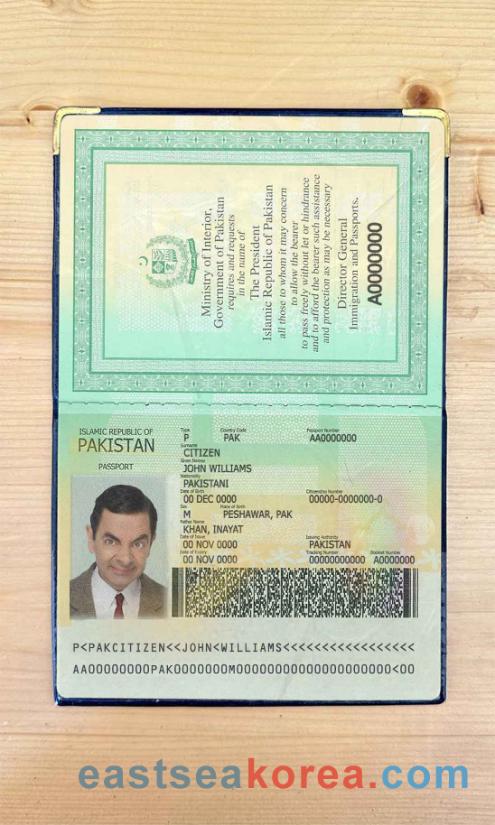 Ministry of Interior,
Government of Pakistan
requires and requests
in the name of
The President
Islamic Republic of Pakistan
all those to whom it may concern
to allow the bearer
to pass freely without let or hindrance
and to afford the bearer such assistance
and protection as may be necessary
Director General
Immigration and Passports.
A0000000
ISLAMIC REPUBLIC OF
PAKISTAN
PASSPORT
Type Country Code Passport Number
P PAK AA0000000
Surname
CITIZEN
Given Names
JOHN WILLIAMS
Nationality
PAKISTANI
Date of Birth Citizenship Number
00 DEC 0000 00000-0000000-0
Sex Place of Birth
M PESHAWAR, PAK
Father Name
KHAN, INAYAT
Date of Issue Issuing Authority
00 NOV 0000 PAKISTAN
Date of Expiry Tracking Number Booklet Number
00 NOV 0000 00000000000 A0000000
P<PAKCITIZEN<<JOHN<WILLIAMS<<<<<<<<<<<<<<<<<
AA00000000PAK0000000M00000000000000000000<00
eastseakorea.com